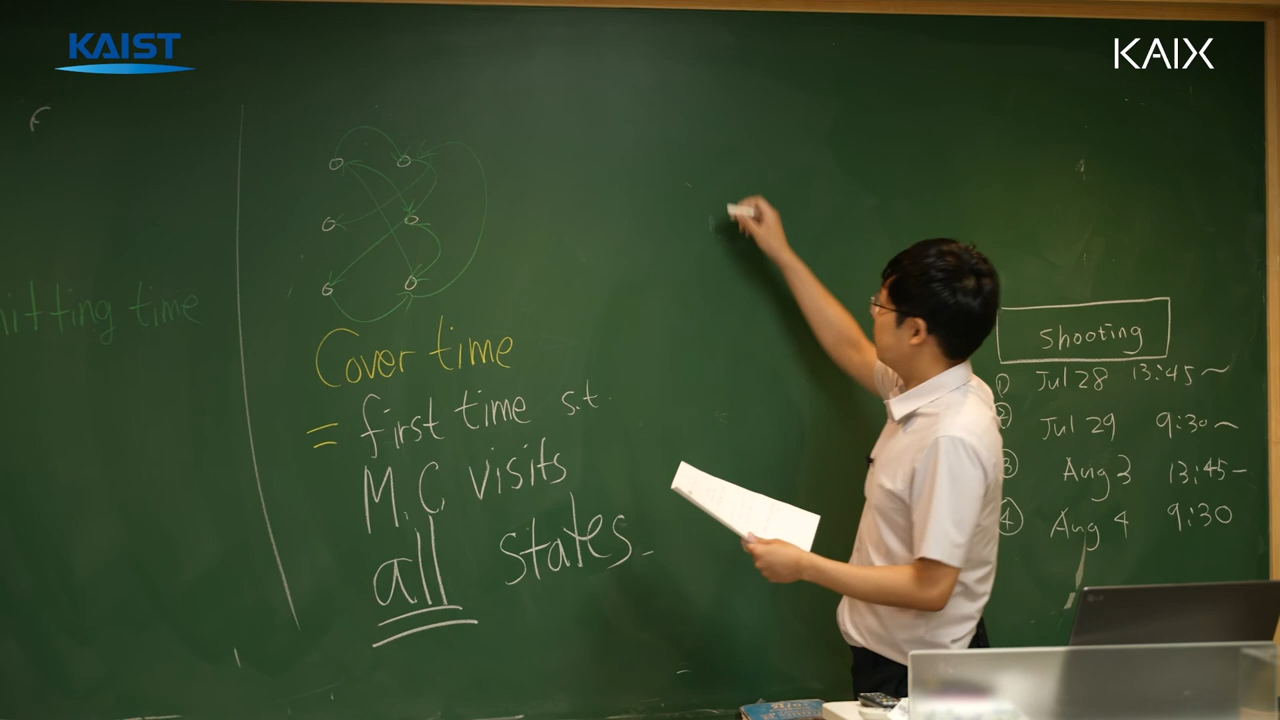 KAIST
KAIX
hitting time
Cover time
= first time s.t.
M.C visits
all states.
Shooting
① Jul 28 13:45~
② Jul 29 9:30~
③ Aug 3 13:45-
④ Aug 4 9:30